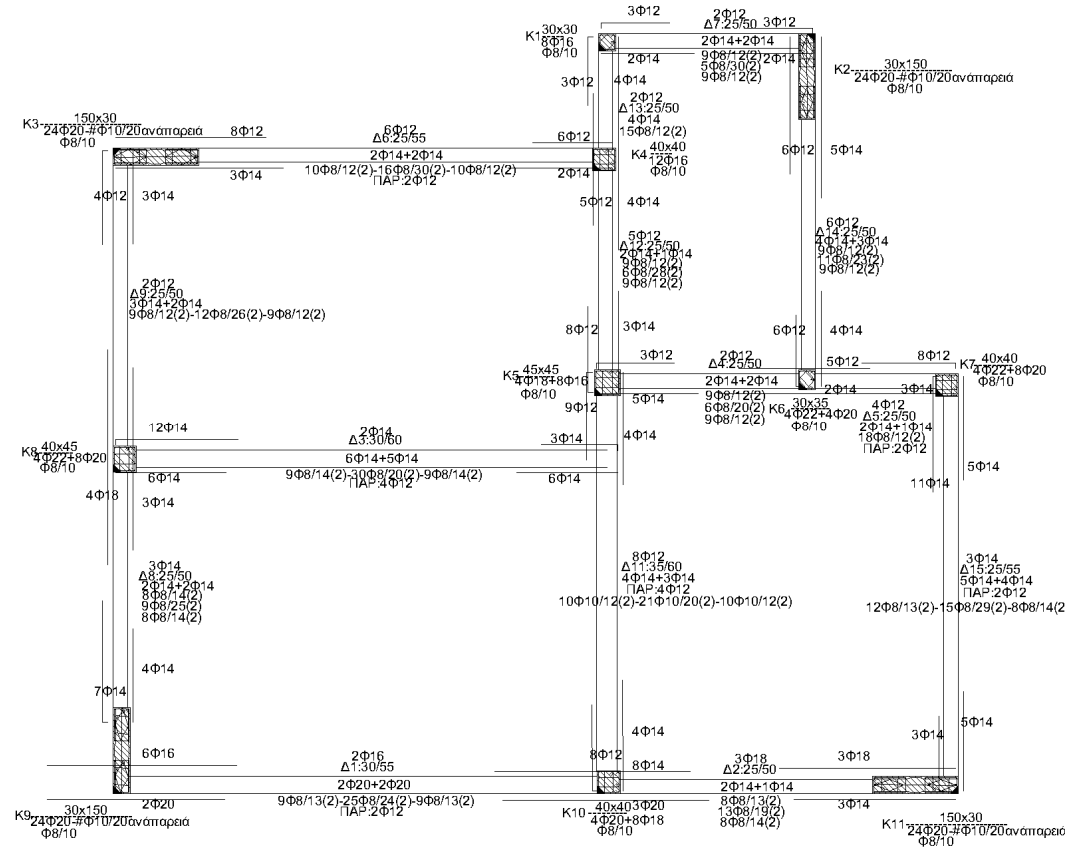 3Φ12
2Φ12
Δ7:25/50
3Φ12
K1 30x30
8Φ16
Φ8/10
2Φ14+2Φ14
2Φ14
9Φ8/12(2)
5Φ8/30(2)
9Φ8/12(2)
2Φ14
K2 30x150
24Φ20-#Φ10/20ανάπαρειά
Φ8/10
3Φ12
4Φ14
2Φ12
Δ13:25/50
4Φ14
15Φ8/12(2)
K3 150x30
24Φ20-#Φ10/20ανάπαρειά
Φ8/10
8Φ12
6Φ12
Δ6:25/55
6Φ12
2Φ14+2Φ14
K4 40x40
12Φ16
Φ8/10
6Φ12
5Φ14
3Φ14
10Φ8/12(2)-16Φ8/30(2)-10Φ8/12(2)
ΠΑΡ:2Φ12
2Φ14
4Φ12
3Φ14
5Φ12
4Φ14
5Φ12
Δ12:25/50
2Φ14+1Φ14
9Φ8/12(2)
6Φ8/28(2)
9Φ8/12(2)
6Φ12
Δ14:25/50
4Φ14+3Φ14
9Φ8/12(2)
11Φ8/23(2)
9Φ8/12(2)
2Φ12
Δ9:25/50
3Φ14+2Φ14
9Φ8/12(2)-12Φ8/26(2)-9Φ8/12(2)
8Φ12
3Φ14
6Φ12
4Φ14
3Φ12
2Φ12
Δ4:25/50
5Φ12
8Φ12
K5 45x45
4Φ18+8Φ16
Φ8/10
2Φ14+2Φ14
K7 40x40
4Φ22+8Φ20
Φ8/10
5Φ14
9Φ8/12(2)
6Φ8/20(2)
9Φ8/12(2)
2Φ14
3Φ14
9Φ12
K6 30x35
4Φ22+4Φ20
Φ8/10
4Φ12
Δ5:25/50
2Φ14+1Φ14
18Φ8/12(2)
ΠΑΡ:2Φ12
12Φ14
2Φ14
Δ3:30/60
3Φ14
4Φ14
K8 40x45
4Φ22+8Φ20
Φ8/10
6Φ14+5Φ14
6Φ14
9Φ8/14(2)-30Φ8/20(2)-9Φ8/14(2)
ΠΑΡ:4Φ12
6Φ14
5Φ14
11Φ14
4Φ18
3Φ14
3Φ14
Δ8:25/50
2Φ14+2Φ14
8Φ8/14(2)
9Φ8/25(2)
8Φ8/14(2)
8Φ12
Δ11:35/60
4Φ14+3Φ14
ΠΑΡ:4Φ12
10Φ10/12(2)-21Φ10/20(2)-10Φ10/12(2)
3Φ14
Δ15:25/55
5Φ14+4Φ14
ΠΑΡ:2Φ12
12Φ8/13(2)-15Φ8/29(2)-8Φ8/14(2
4Φ14
7Φ14
4Φ14
3Φ14
5Φ14
6Φ16
2Φ16
Δ1:30/55
8Φ12
8Φ14
3Φ18
Δ2:25/50
3Φ18
2Φ20+2Φ20
2Φ14+1Φ14
2Φ20
9Φ8/13(2)-25Φ8/24(2)-9Φ8/13(2)
ΠΑΡ:2Φ12
3Φ20
8Φ8/13(2)
13Φ8/19(2)
8Φ8/14(2)
3Φ14
K9 30x150
24Φ20-#Φ10/20ανάπαρειά
Φ8/10
K10 40x40
4Φ20+8Φ18
Φ8/10
K11 150x30
24Φ20-#Φ10/20ανάπαρειά
Φ8/10